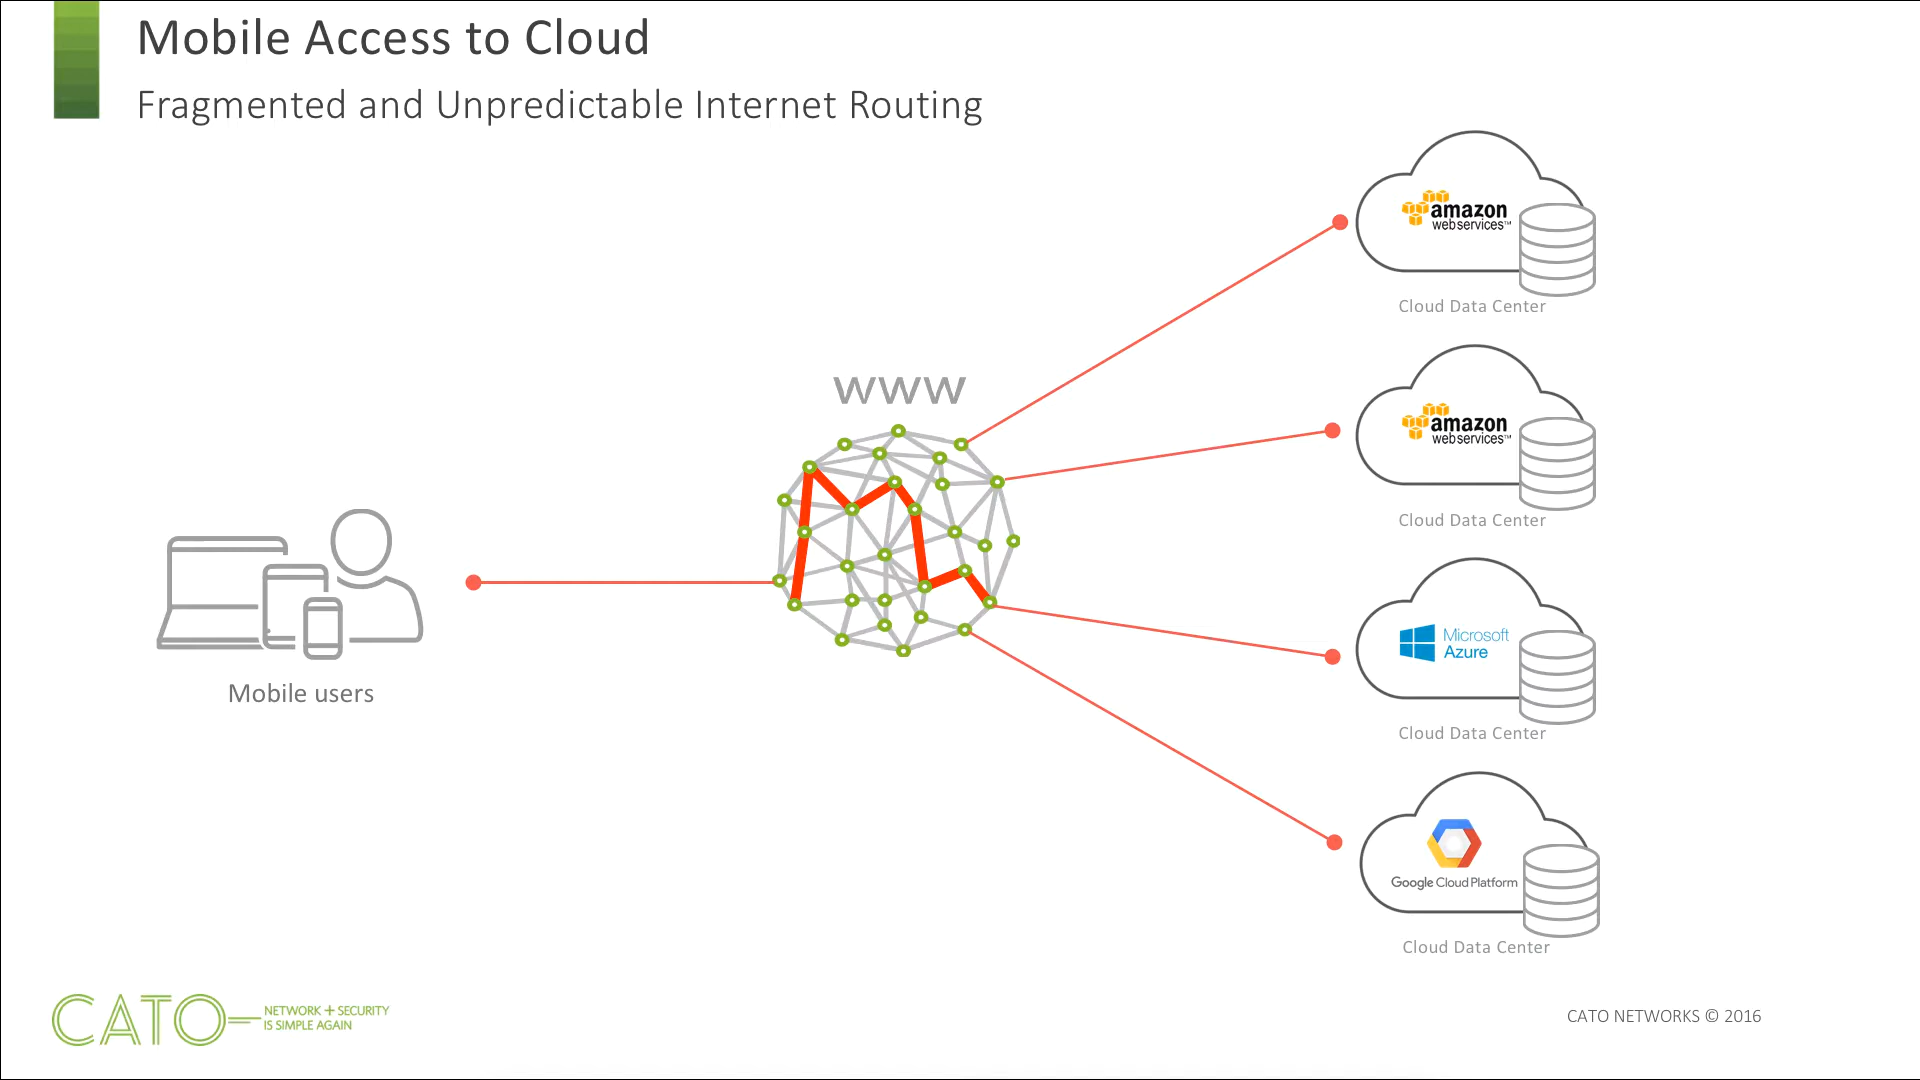 Mobile Access to Cloud
Fragmented and Unpredictable Internet Routing
amazon
webservices™
Cloud Data Center
www
amazon
webservices™
Cloud Data Center
Microsoft
Azure
Cloud Data Center
Mobile users
Google Cloud Platform
Cloud Data Center
CATO
NETWORK + SECURITY
IS SIMPLE AGAIN
CATO NETWORKS © 2016